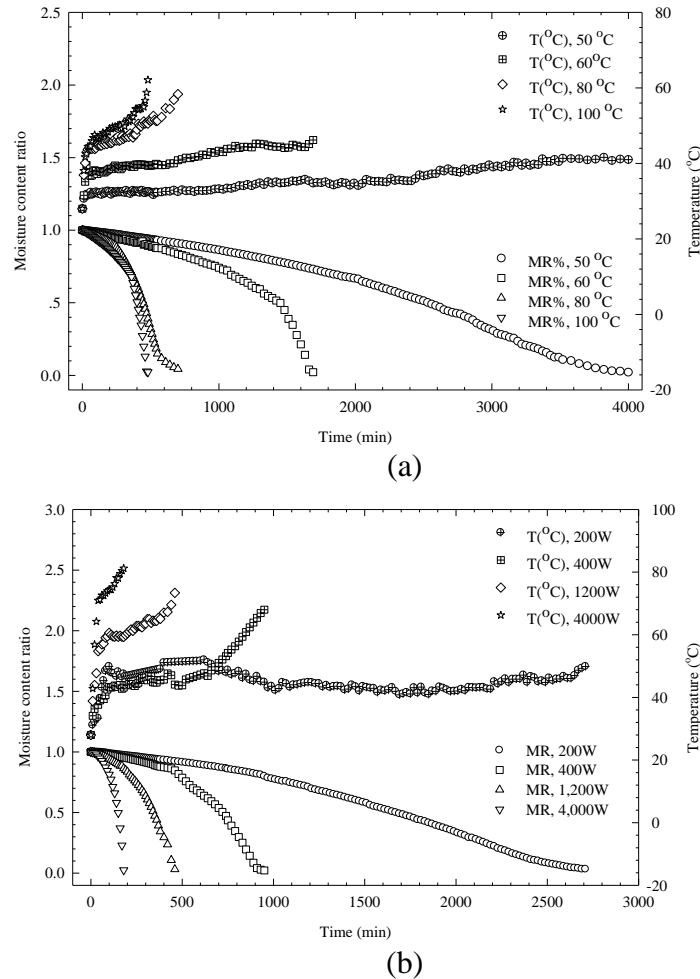 2.5
2.0
1.5
1.0
.5
0.0
Moisture content ratio
80
60
40
20
0
-20
Temperature (°C)
T(°C), 50 °C
T(°C), 60°C
T(°C), 80 °C
T(°C), 100 °C
MR%, 50 °C
MR%, 60 °C
MR%, 80 °C
MR%, 100 °C
0 1000 2000 3000 4000
Time (min)
(a)
3.0
2.5
2.0
1.5
1.0
0.5
0.0
Moisture content ratio
100
80
60
40
20
0
-20
Temperature (°C)
T(°C), 200W
T(°C), 400W
T(°C), 1200W
T(°C), 4000W
MR, 200W
MR, 400W
MR, 1,200W
MR, 4,000W
0 500 1000 1500 2000 2500 3000
Time (min)
(b)